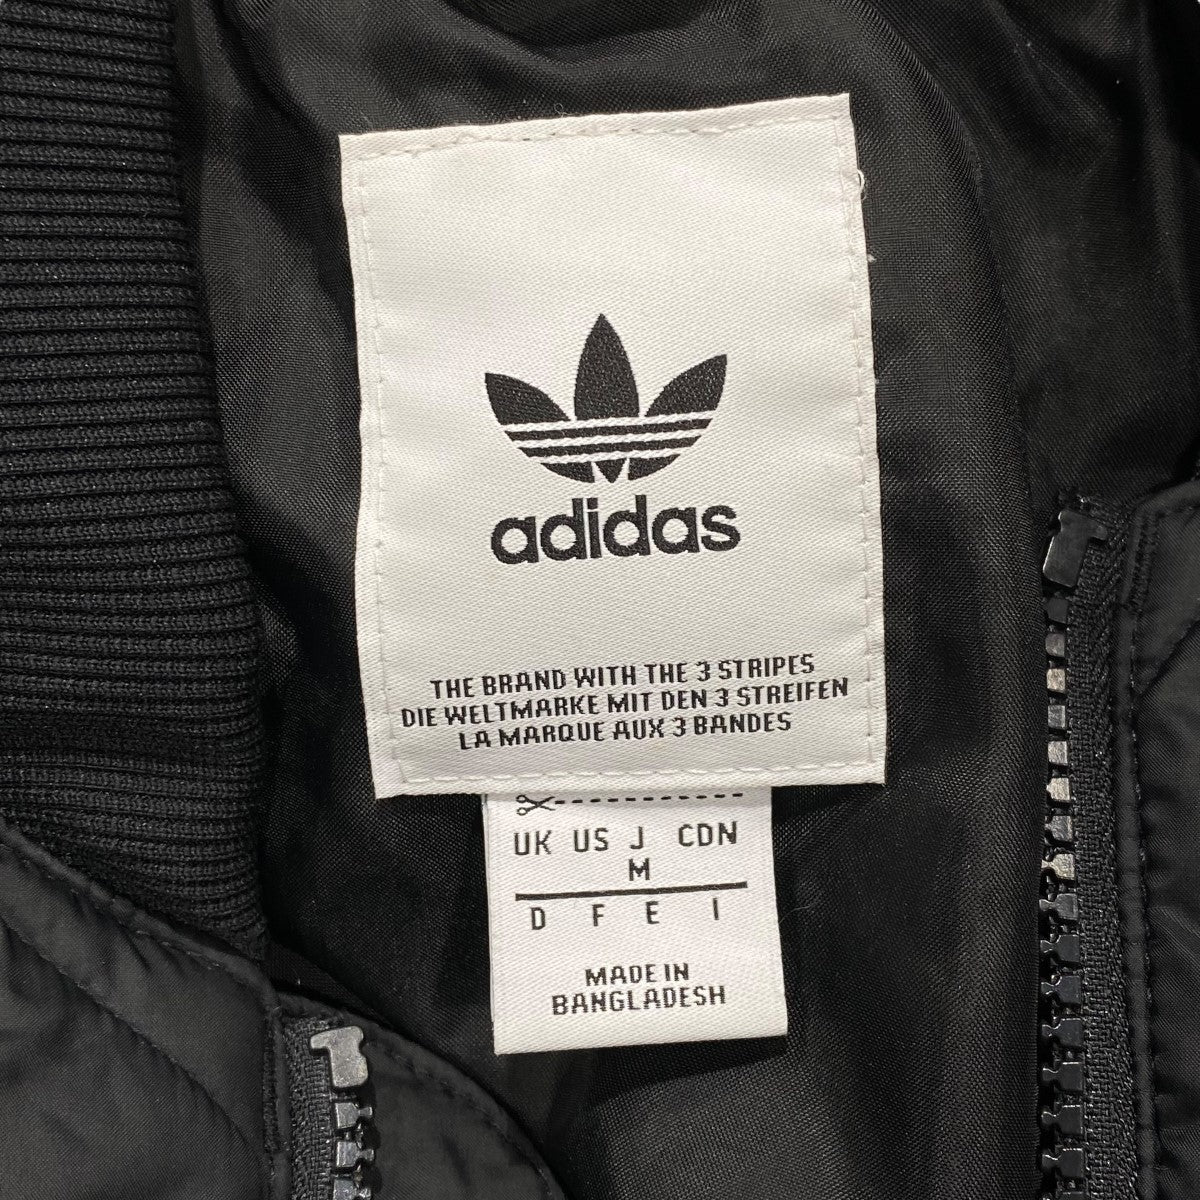 adidas
THE BRAND WITH THE 3 STRIPES
DIE WELTMARKE MIT DEN 3 STREIFEN
LA MARQUE AUX 3 BANDES
UK US J CDN
M
D F E I
MADE IN
BANGLADESH